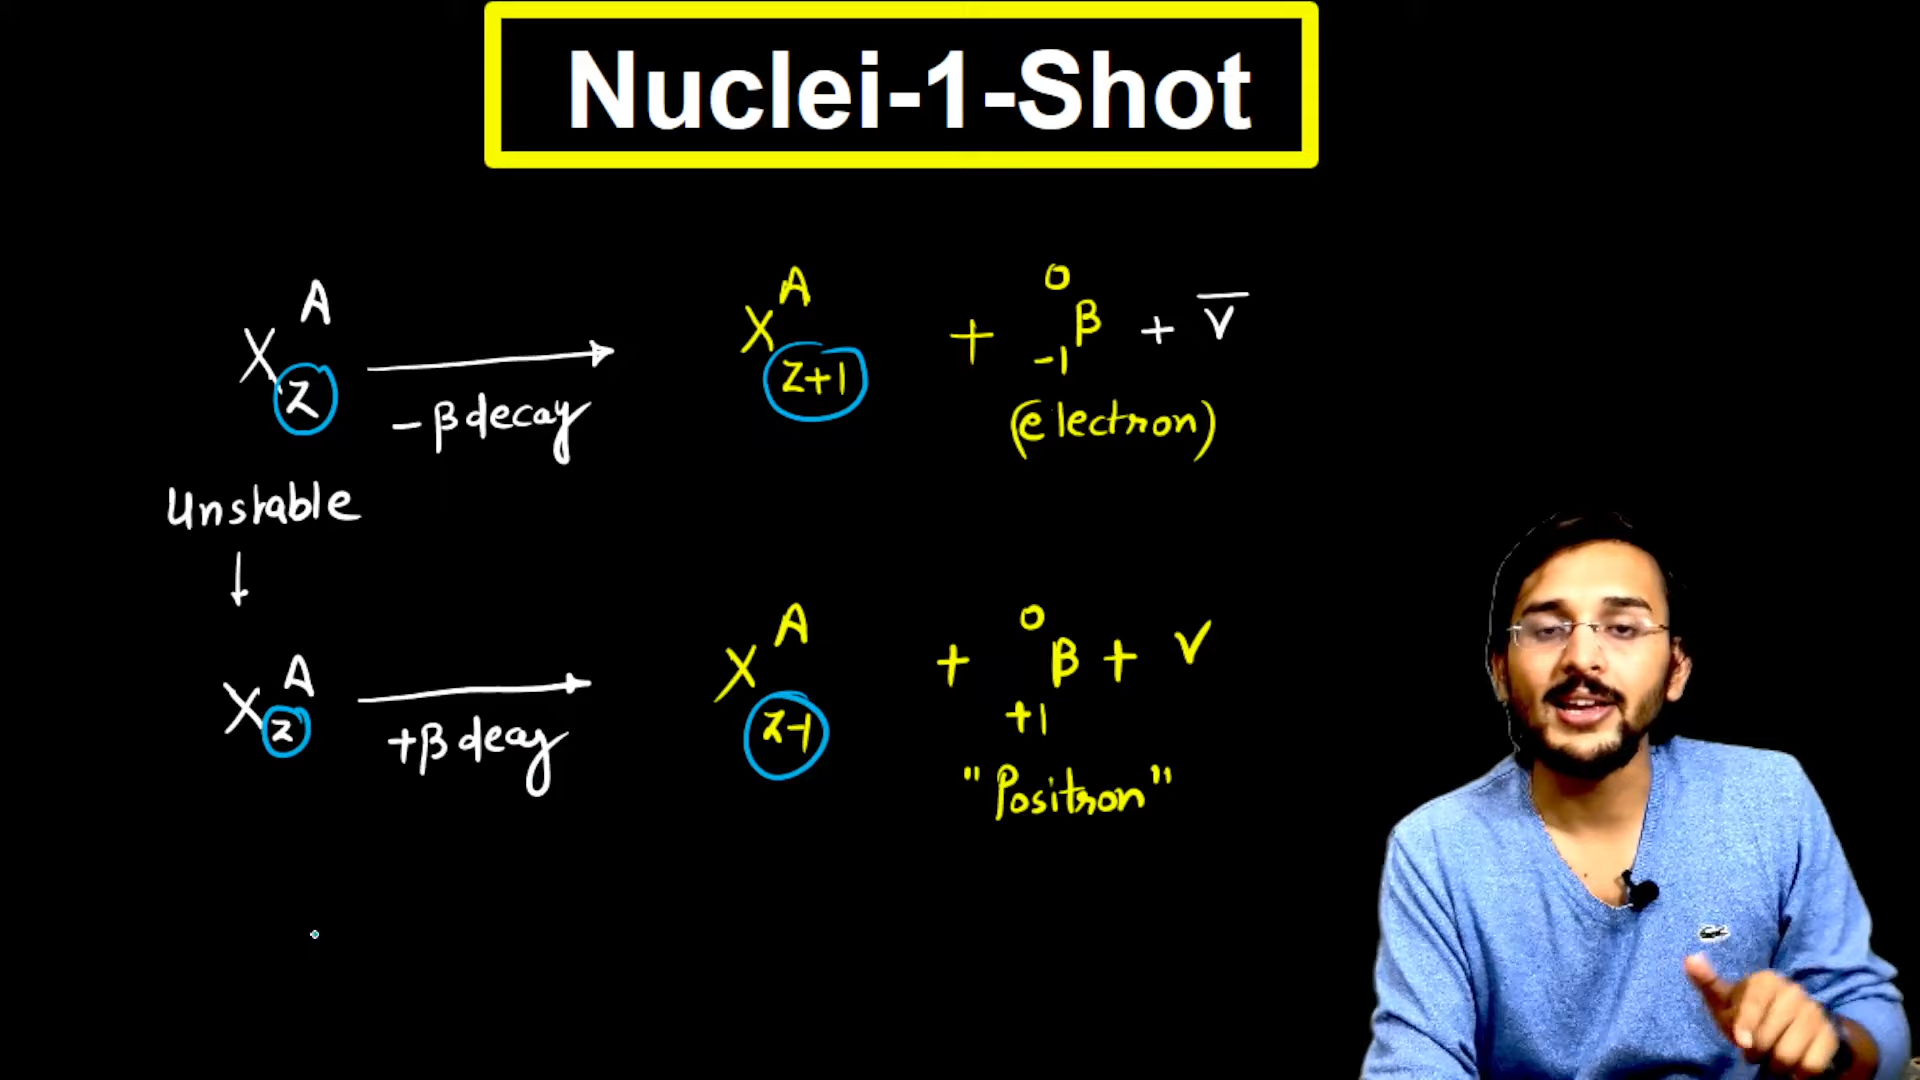 Nuclei-1-Shot
X A Z → X A Z+1 + 0 -1 β + ν̅
-β decay
(electron)
Unstable
↓
X A Z → X A Z-1 + 0 +1 β + ν
+β deay
"Positron"